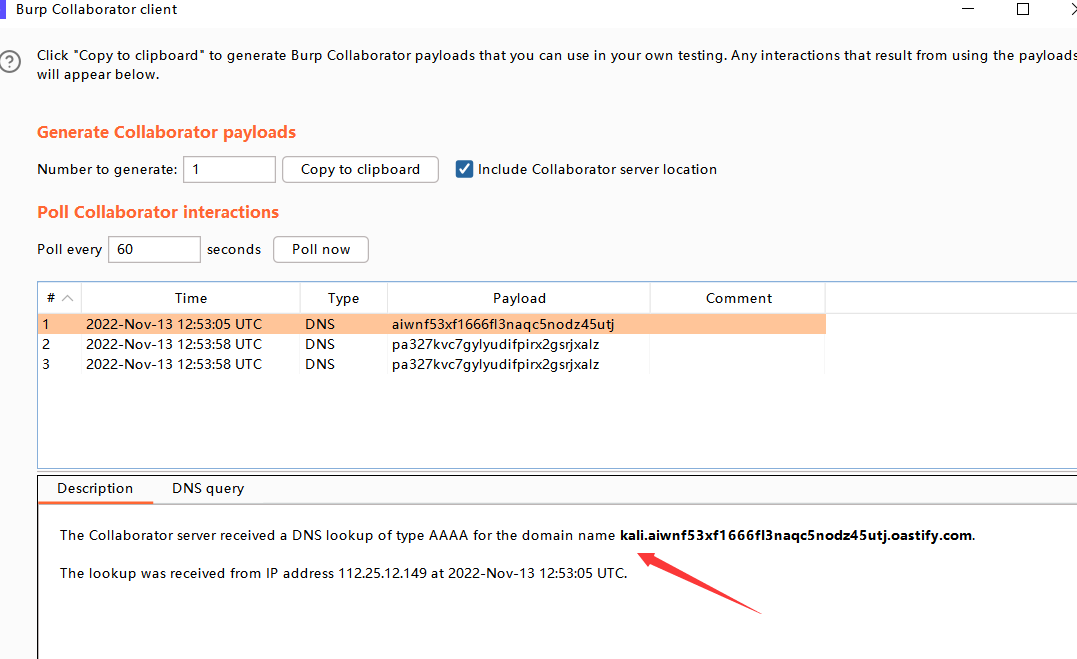 Burp Collaborator client
Click "Copy to clipboard" to generate Burp Collaborator payloads that you can use in your own testing. Any interactions that result from using the payloads
will appear below.
Generate Collaborator payloads
Number to generate: 1 Copy to clipboard Include Collaborator server location
Poll Collaborator interactions
Poll every 60 seconds Poll now
# Time Type Payload Comment
1 2022-Nov-13 12:53:05 UTC DNS aiwnf53xf1666fl3naqc5nodz45utj
2 2022-Nov-13 12:53:58 UTC DNS pa327kvc7gylyudifpirx2gsrjxalz
3 2022-Nov-13 12:53:58 UTC DNS pa327kvc7gylyudifpirx2gsrjxalz
Description DNS query
The Collaborator server received a DNS lookup of type AAAA for the domain name kali.aiwnf53xf1666fl3naqc5nodz45utj.oastify.com.
The lookup was received from IP address 112.25.12.149 at 2022-Nov-13 12:53:05 UTC.